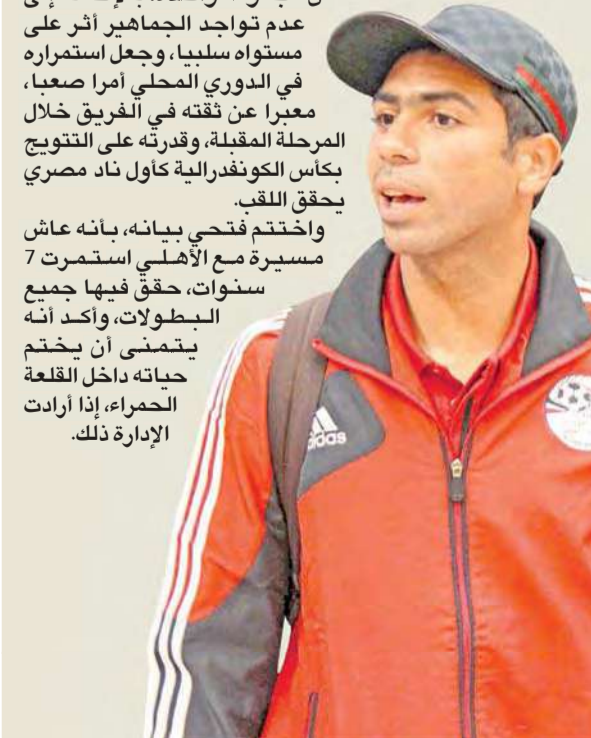 عدم تواجد الجماهير أثر على
مستواه سلبيا، وجعل استمراره
في الدوري المحلي أمرا صعبا،
معبرا عن ثقته في الفريق خلال
المرحلة المقبلة، وقدرته على التتويج
بكأس الكونفدرالية كأول ناد مصري
يحقق اللقب.
واختتم فتحي بيانه، بأنه عاش
مسيرة مع الأهلي استمرت 7
سنوات، حقق فيها جميع
البطولات، وأكد أنه
يتمنى أن يختم
حياته داخل القلعة
الحمراء، إذا أرادت
الإدارة ذلك.
adidas